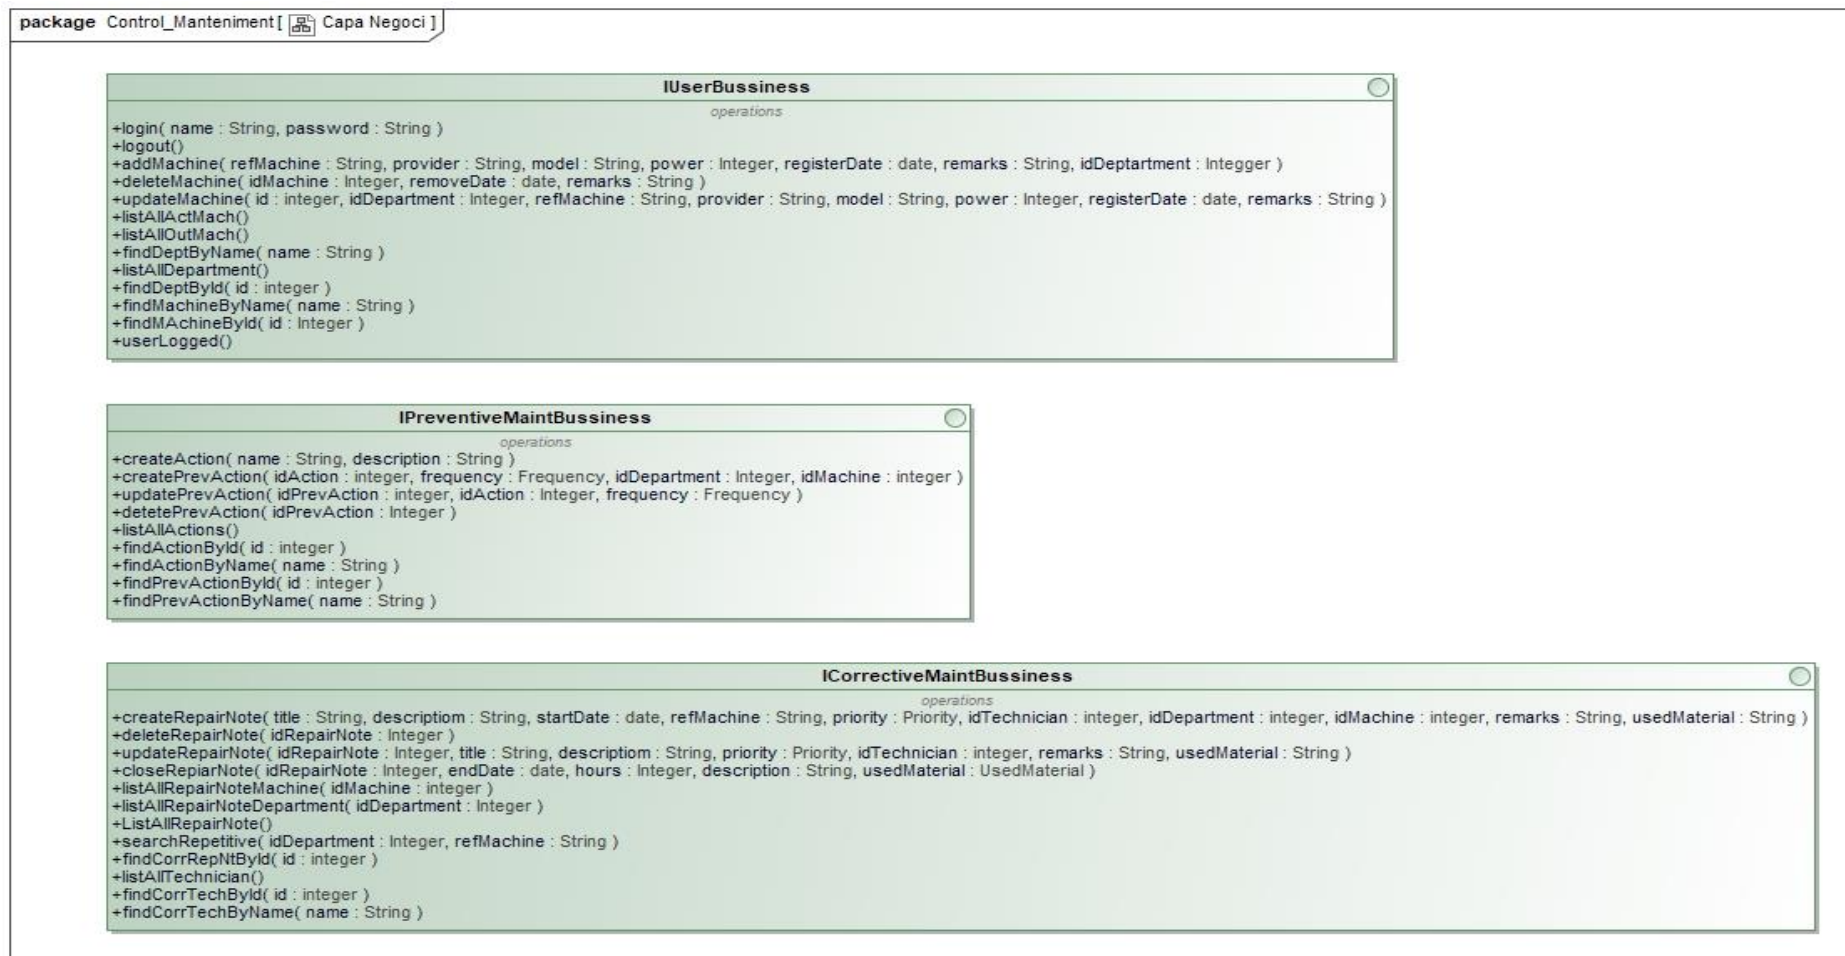 package Control_Manteniment [ Capa Negoci ]
IUserBussiness
operations
+login( name : String, password : String )
+logout()
+addMachine( refMachine : String, provider : String, model : String, power : Integer, registerDate : date, remarks : String, idDeptartment : Integger )
+deleteMachine( idMachine : Integer, removeDate : date, remarks : String )
+updateMachine( id : integer, idDepartment : Integer, refMachine : String, provider : String, model : String, power : Integer, registerDate : date, remarks : String )
+listAllActMach()
+listAllOutMach()
+findDeptByName( name : String )
+listAllDepartment()
+findDeptById( id : integer )
+findMachineByName( name : String )
+findMAchineById( id : Integer )
+userLogged()
IPreventiveMaintBussiness
operations
+createAction( name : String, description : String )
+createPrevAction( idAction : integer, frequency : Frequency, idDepartment : Integer, idMachine : integer )
+updatePrevAction( idPrevAction : integer, idAction : Integer, frequency : Frequency )
+detetePrevAction( idPrevAction : Integer )
+listAllActions()
+findActionById( id : integer )
+findActionByName( name : String )
+findPrevActionById( id : integer )
+findPrevActionByName( name : String )
ICorrectiveMaintBussiness
operations
+createRepairNote( title : String, descriptiom : String, startDate : date, refMachine : String, priority : Priority, idTechnician : integer, idDepartment : integer, idMachine : integer, remarks : String, usedMaterial : String )
+deleteRepairNote( idRepairNote : Integer )
+updateRepairNote( idRepairNote : Integer, title : String, descriptiom : String, priority : Priority, idTechnician : integer, remarks : String, usedMaterial : String )
+closeRepiarNote( idRepairNote : Integer, endDate : date, hours : Integer, description : String, usedMaterial : UsedMaterial )
+listAllRepairNoteMachine( idMachine : integer )
+listAllRepairNoteDepartment( idDepartment : Integer )
+ListAllRepairNote()
+searchRepetitive( idDepartment : Integer, refMachine : String )
+findCorrRepNtById( id : integer )
+listAllTechnician()
+findCorrTechById( id : integer )
+findCorrTechByName( name : String )